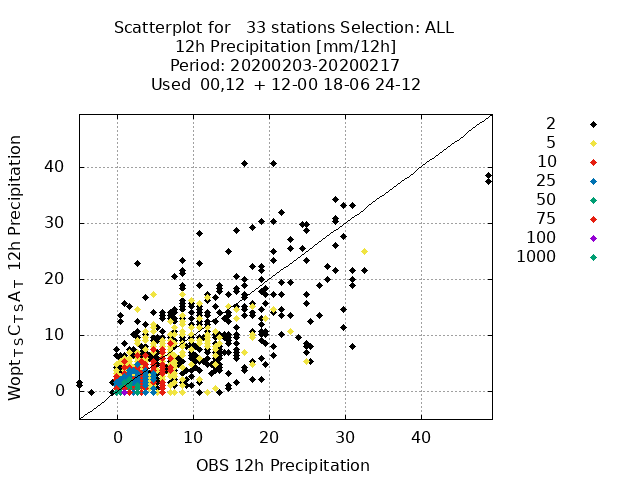 Scatterplot for   33 stations Selection: ALL
12h Precipitation [mm/12h]
Period: 20200203-20200217
Used  00,12  + 12-00 18-06 24-12
2
5
10
25
50
75
100
1000
40
30
20
10
0
WoptTSCTSAT  12h Precipitation
0 10 20 30 40
OBS 12h Precipitation